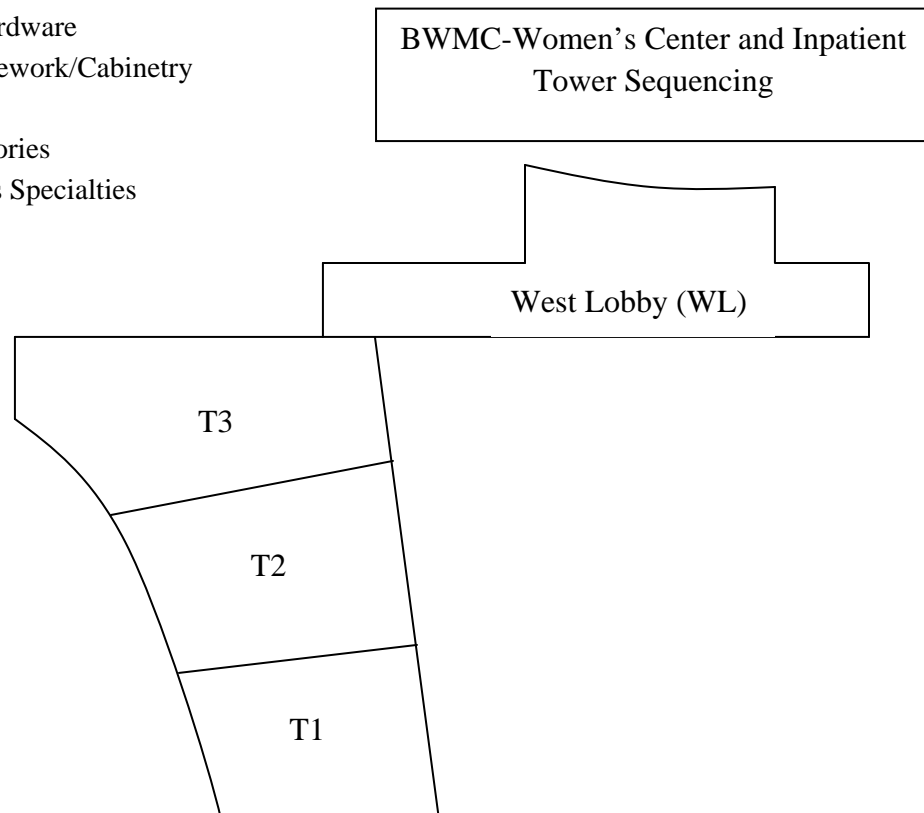 rdware
ework/Cabinetry
ories
s Specialties
BWMC-Women's Center and Inpatient
Tower Sequencing
West Lobby (WL)
T3
T2
T1